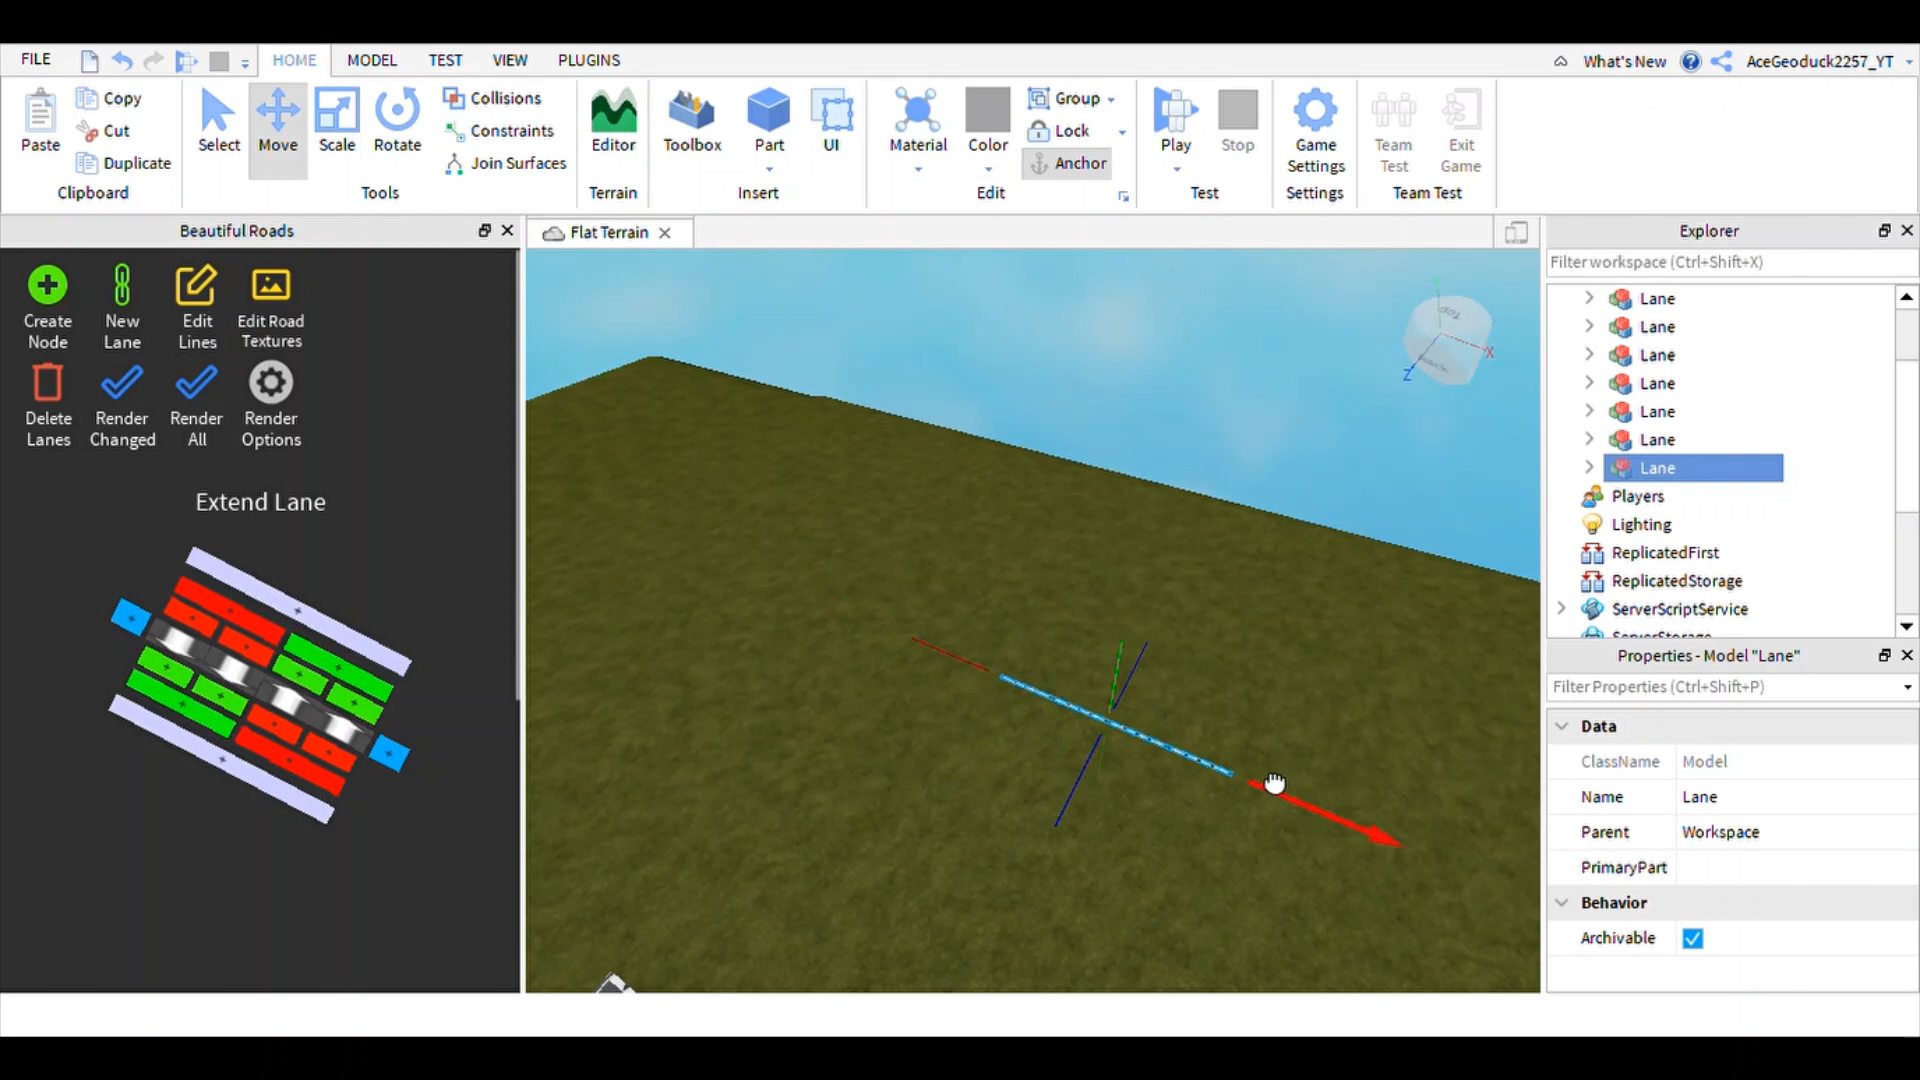 FILE
HOME
MODEL
TEST
VIEW
PLUGINS
What's New
AceGeoduck2257_YT
Paste
Copy
Cut
Duplicate
Clipboard
Select
Move
Scale
Rotate
Collisions
Constraints
Join Surfaces
Tools
Editor
Terrain
Toolbox
Part
UI
Insert
Material
Color
Group
Lock
Anchor
Edit
Play
Stop
Test
Game
Settings
Settings
Team
Test
Exit
Game
Team Test
Beautiful Roads
Create
Node
New
Lane
Edit
Lines
Edit Road
Textures
Delete
Lanes
Render
Changed
Render
All
Render
Options
Extend Lane
Flat Terrain
Top
X
Z
Explorer
Filter workspace (Ctrl+Shift+X)
Lane
Lane
Lane
Lane
Lane
Lane
Lane
Players
Lighting
ReplicatedFirst
ReplicatedStorage
ServerScriptService
ServerStorage
Properties - Model "Lane"
Filter Properties (Ctrl+Shift+P)
Data
ClassName Model
Name Lane
Parent Workspace
PrimaryPart
Behavior
Archivable